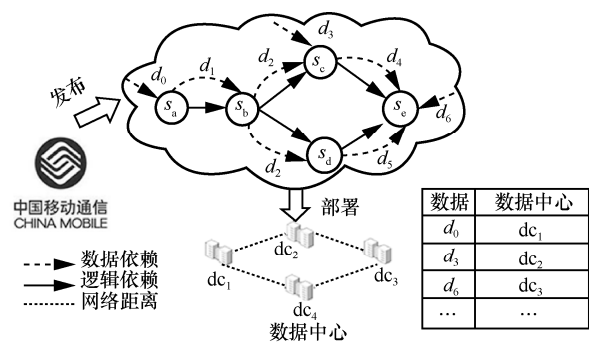 d3
d0
d1
d2
sc
d4
发布
sa
sb
se
d6
d2
sd
d5
中国移动通信
CHINA MOBILE
部署
数据依赖
逻辑依赖
网络距离
dc1
dc2
dc3
dc4
数据中心
数据 数据中心
d0 dc1
d3 dc2
d6 dc3
… …